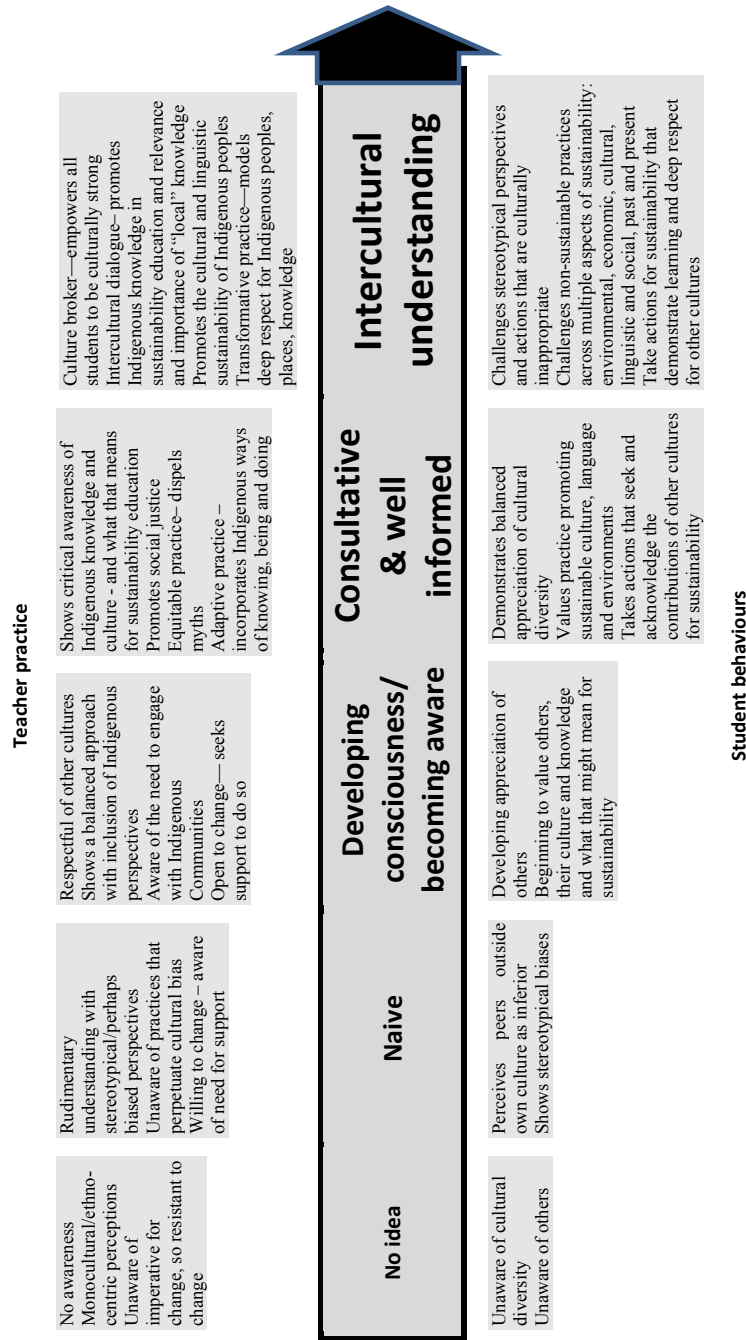 Teacher practice
No awareness
Monocultural/ethno-
centric perceptions
Unaware of
imperative for
change, so resistant to
change
Rudimentary
understanding with
stereotypical/perhaps
biased perspectives
Unaware of practices that
perpetuate cultural bias
Willing to change – aware
of need for support
Respectful of other cultures
Shows a balanced approach
with inclusion of Indigenous
perspectives
Aware of the need to engage
with Indigenous
Communities
Open to change— seeks
support to do so
Shows critical awareness of
Indigenous knowledge and
culture - and what that means
for sustainability education
Promotes social justice
Equitable practice– dispels
myths
Adaptive practice –
incorporates Indigenous ways
of knowing, being and doing
Culture broker—empowers all
students to be culturally strong
Intercultural dialogue– promotes
Indigenous knowledge in
sustainability education and relevance
and importance of “local” knowledge
Promotes the cultural and linguistic
sustainability of Indigenous peoples
Transformative practice—models
deep respect for Indigenous peoples,
places, knowledge
No idea
Naive
Developing
consciousness/
becoming aware
Consultative
& well
informed
Intercultural
understanding
Unaware of cultural
diversity
Unaware of others
Perceives peers outside
own culture as inferior
Shows stereotypical biases
Developing appreciation of
others
Beginning to value others,
their culture and knowledge
and what that might mean for
sustainability
Demonstrates balanced
appreciation of cultural
diversity
Values practice promoting
sustainable culture, language
and environments
Takes actions that seek and
acknowledge the
contributions of other cultures
for sustainability
Challenges stereotypical perspectives
and actions that are culturally
inappropriate
Challenges non-sustainable practices
across multiple aspects of sustainability:
environmental, economic, cultural,
linguistic and social, past and present
Take actions for sustainability that
demonstrate learning and deep respect
for other cultures
Student behaviours